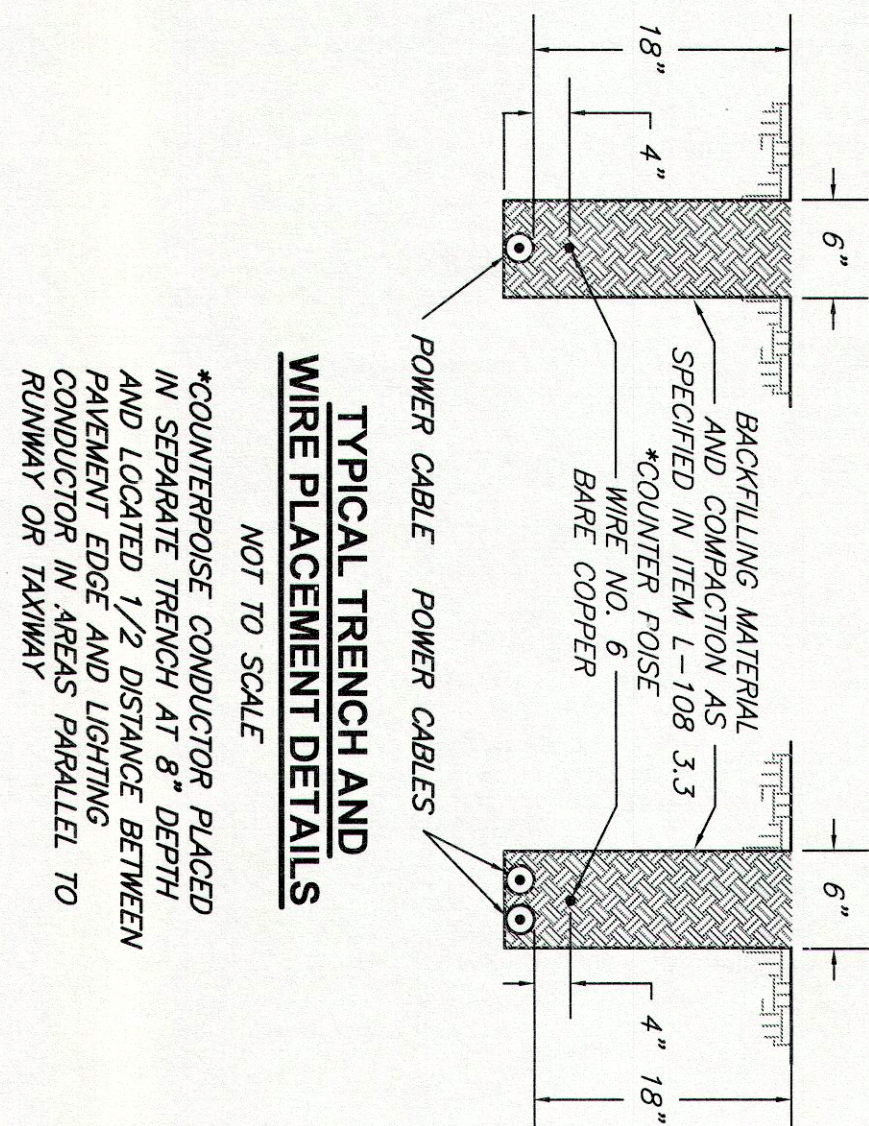 6"
6"
18"
4"
4"
18"
BACKFILLING MATERIAL
AND COMPACTION AS
SPECIFIED IN ITEM L-108 3.3
*COUNTER POISE
WIRE NO. 6
BARE COPPER
POWER CABLE
POWER CABLES
TYPICAL TRENCH AND
WIRE PLACEMENT DETAILS
NOT TO SCALE
*COUNTERPOISE CONDUCTOR PLACED
IN SEPARATE TRENCH AT 8" DEPTH
AND LOCATED 1/2 DISTANCE BETWEEN
PAVEMENT EDGE AND LIGHTING
CONDUCTOR IN AREAS PARALLEL TO
RUNWAY OR TAXIWAY